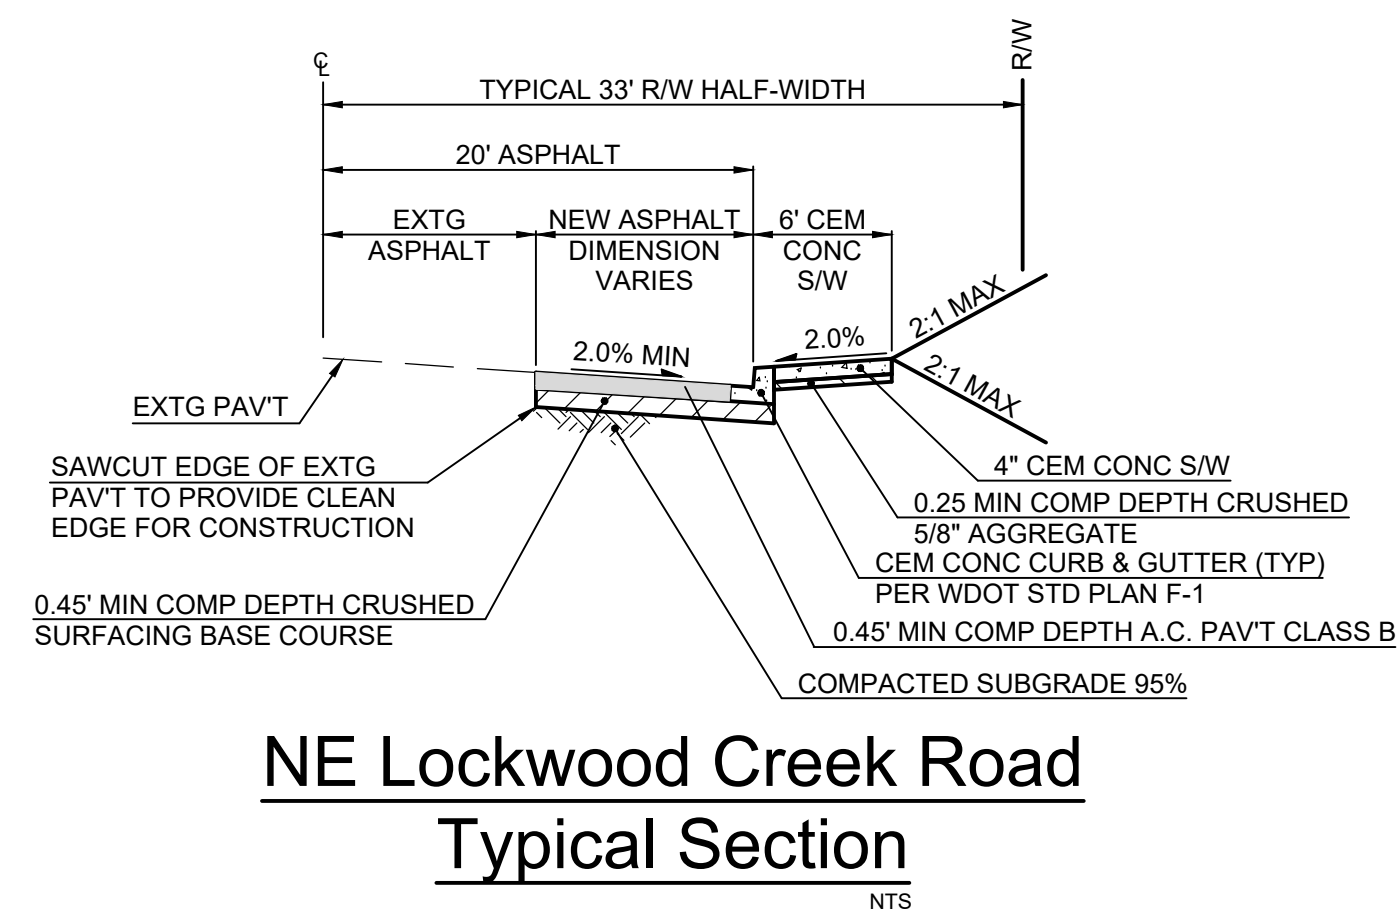 ℄
R/W
TYPICAL 33' R/W HALF-WIDTH
20' ASPHALT
EXTG
ASPHALT
NEW ASPHALT
DIMENSION
VARIES
6' CEM
CONC
S/W
2:1 MAX
2.0%
2.0% MIN
2:1 MAX
EXTG PAV'T
SAWCUT EDGE OF EXTG
PAV'T TO PROVIDE CLEAN
EDGE FOR CONSTRUCTION
4" CEM CONC S/W
0.25 MIN COMP DEPTH CRUSHED
5/8" AGGREGATE
CEM CONC CURB & GUTTER (TYP)
PER WDOT STD PLAN F-1
0.45' MIN COMP DEPTH CRUSHED
SURFACING BASE COURSE
0.45' MIN COMP DEPTH A.C. PAV'T CLASS B
COMPACTED SUBGRADE 95%
NE Lockwood Creek Road
Typical Section
NTS